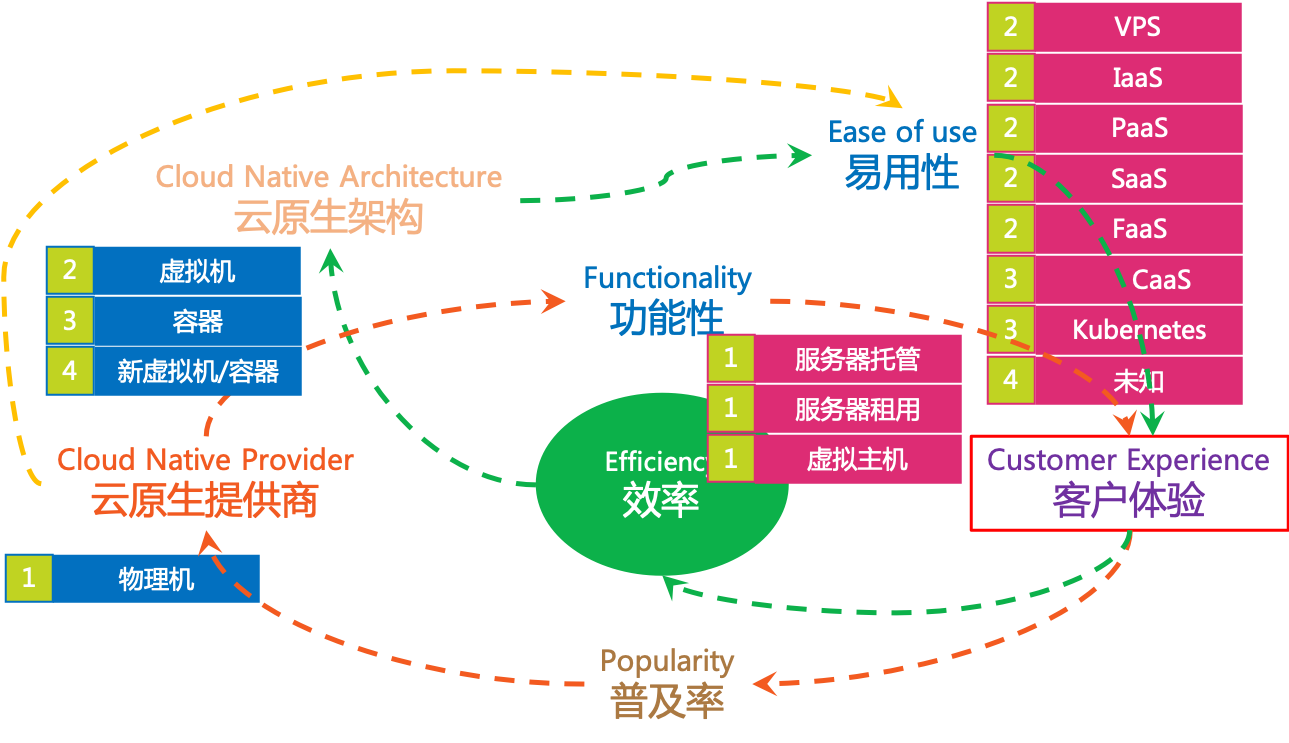 2 VPS
2 IaaS
2 PaaS
2 SaaS
2 FaaS
3 CaaS
3 Kubernetes
4 未知
Ease of use
易用性
Cloud Native Architecture
云原生架构
2 虚拟机
3 容器
4 新虚拟机/容器
Functionality
功能性
1 服务器托管
1 服务器租用
1 虚拟主机
Efficiency
效率
Cloud Native Provider
云原生提供商
Customer Experience
客户体验
1 物理机
Popularity
普及率